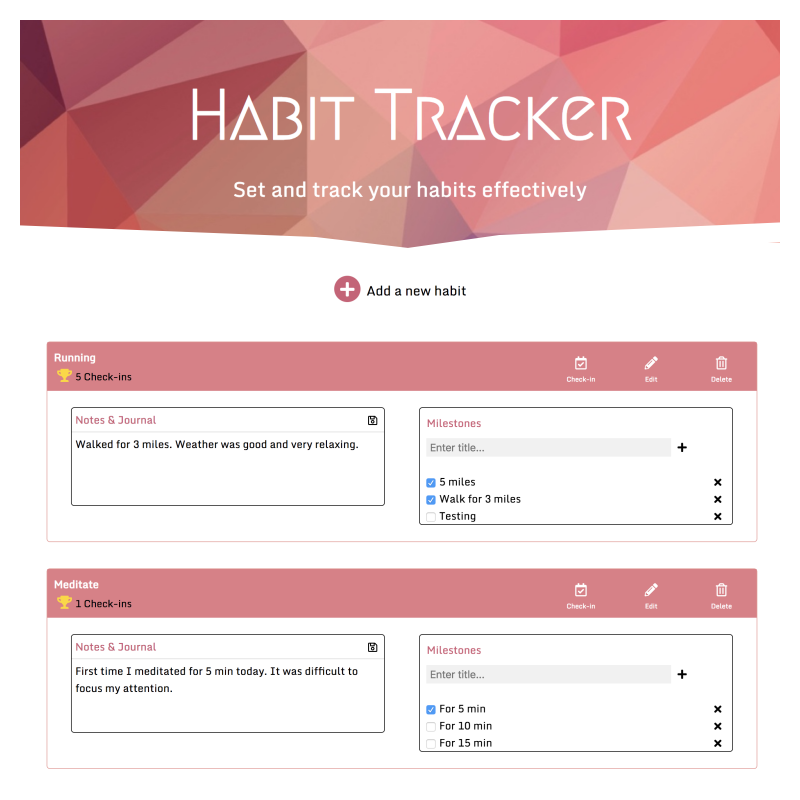 Habit Tracker
Set and track your habits effectively
Add a new habit
Running
5 Check-ins
Check-in
Edit
Delete
Notes & Journal
Walked for 3 miles. Weather was good and very relaxing.
Milestones
Enter title...
5 miles
Walk for 3 miles
Testing
Meditate
1 Check-ins
Check-in
Edit
Delete
Notes & Journal
First time I meditated for 5 min today. It was difficult to
focus my attention.
Milestones
Enter title...
For 5 min
For 10 min
For 15 min